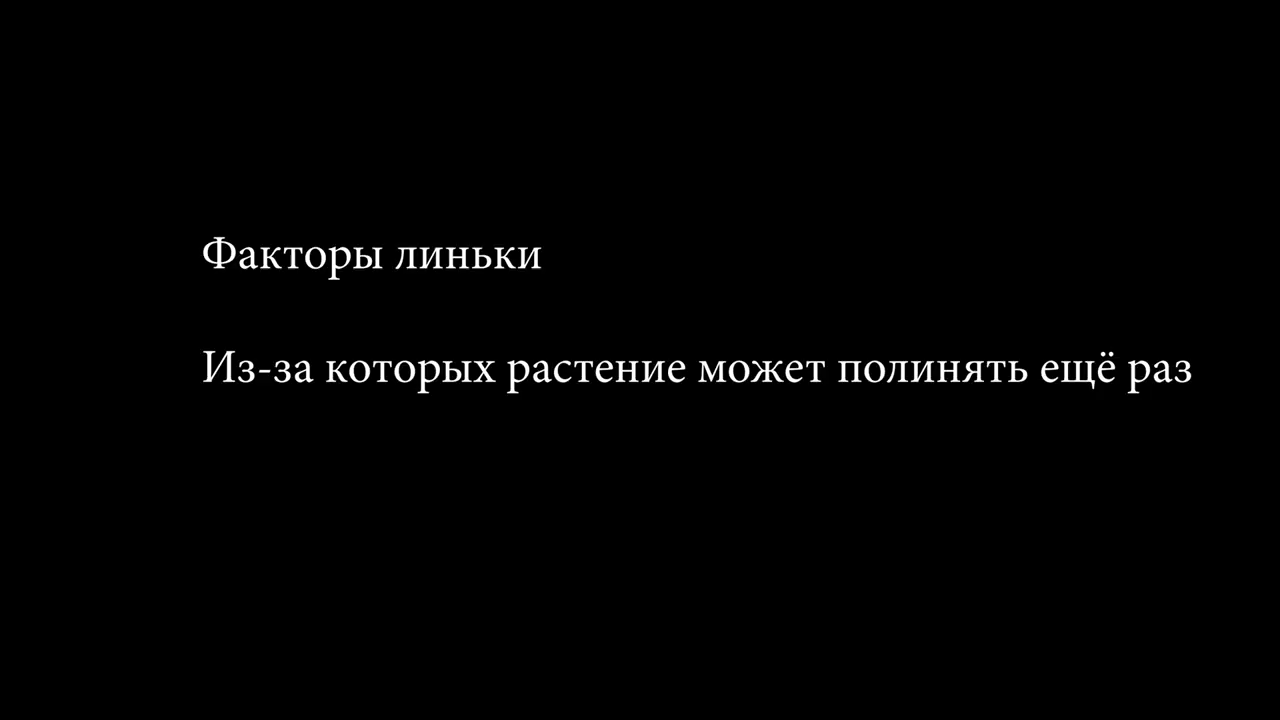 Факторы линьки
Из-за которых растение может полинять ещё раз